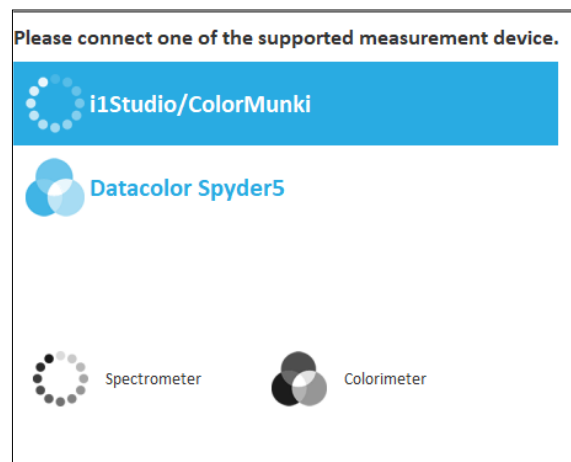 Please connect one of the supported measurement device.
i1Studio/ColorMunki
Datacolor Spyder5
Spectrometer
Colorimeter